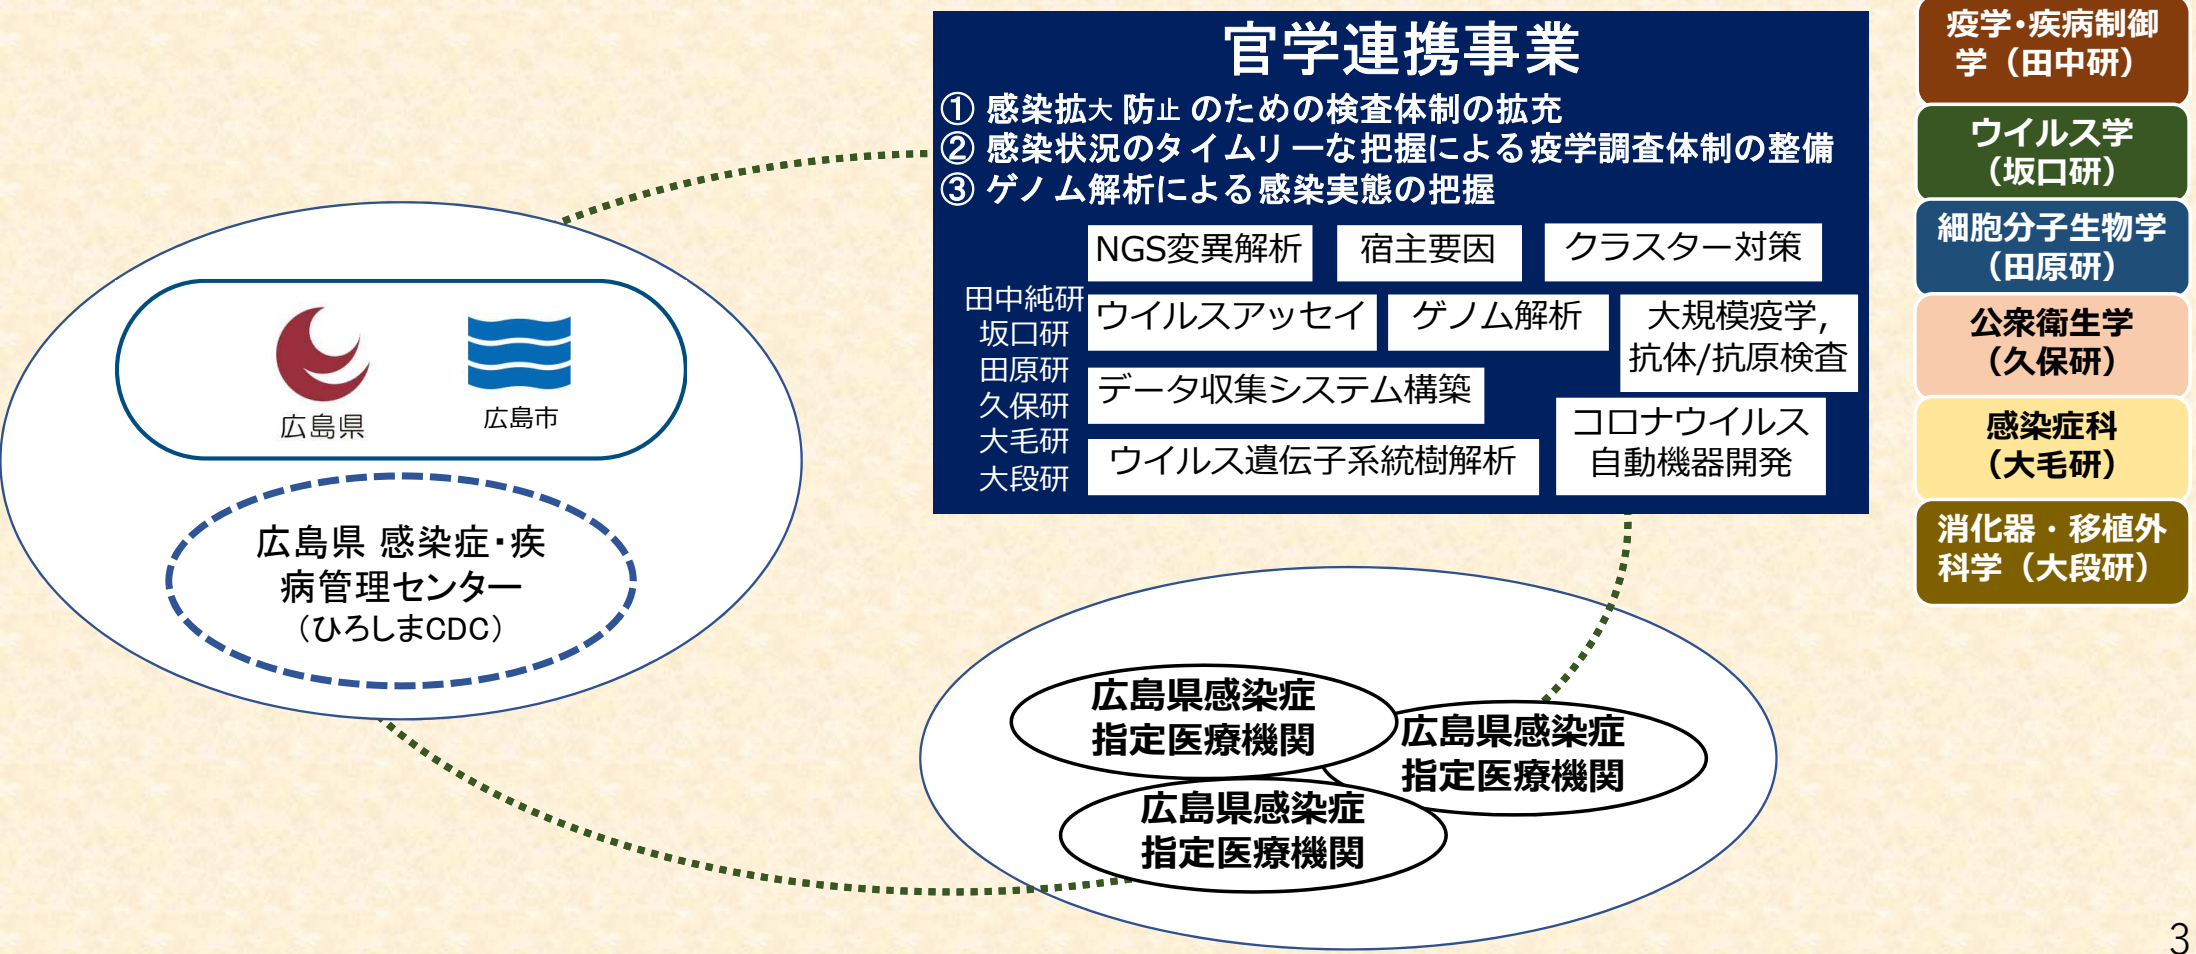 官学連携事業
① 感染拡大 防止 のための検査体制の拡充
② 感染状況のタイムリーな把握による疫学調査体制の整備
③ ゲノム解析による感染実態の把握
NGS変異解析
宿主要因
クラスター対策
田中純研
坂口研
田原研
久保研
大毛研
大段研
ウイルスアッセイ
ゲノム解析
大規模疫学,
抗体/抗原検査
データ収集システム構築
コロナウイルス
自動機器開発
ウイルス遺伝子系統樹解析
疫学・疾病制御
学（田中研）
ウイルス学
（坂口研）
細胞分子生物学
（田原研）
公衆衛生学
（久保研）
感染症科
（大毛研）
消化器・移植外
科学（大段研）
広島県
広島市
広島県 感染症・疾
病管理センター
（ひろしまCDC）
広島県感染症
指定医療機関
広島県感染症
指定医療機関
広島県感染症
指定医療機関
3